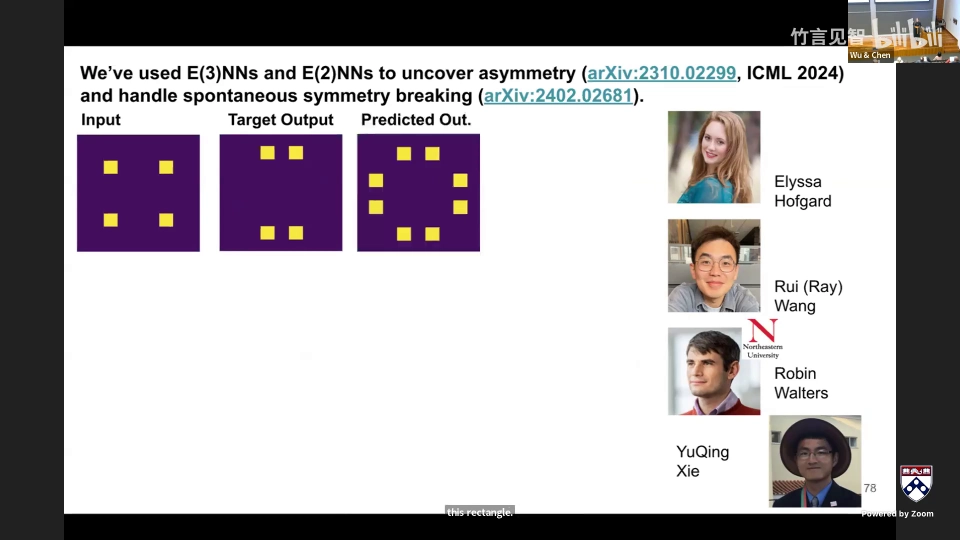 竹言见智 bilibili
Wu & Chen
We've used E(3)NNs and E(2)NNs to uncover asymmetry (arXiv:2310.02299, ICML 2024)
and handle spontaneous symmetry breaking (arXiv:2402.02681).
Input Target Output Predicted Out.
Elyssa
Hofgard
Rui (Ray)
Wang
N
Northeastern
University
Robin
Walters
YuQing
Xie
78
this rectangle.
Powered by Zoom